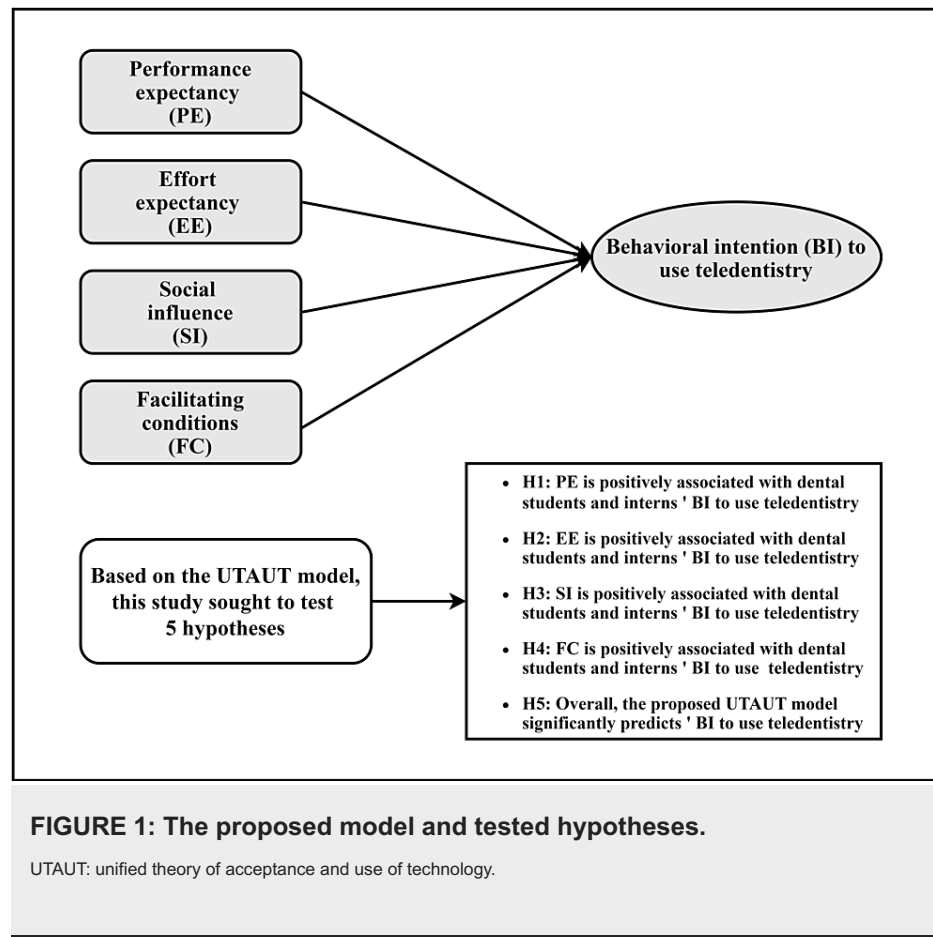 Performance
expectancy
(PE)
Effort
expectancy
(EE)
Social
influence
(SI)
Facilitating
conditions
(FC)
Behavioral intention (BI) to
use teledentistry
Based on the UTAUT model,
this study sought to test
5 hypotheses
• H1: PE is positively associated with dental
students and interns ' BI to use teledentistry
• H2: EE is positively associated with dental
students and interns ' BI to use teledentistry
• H3: SI is positively associated with dental
students and interns ' BI to use teledentistry
• H4: FC is positively associated with dental
students and interns ' BI to use  teledentistry
• H5: Overall, the proposed UTAUT model
significantly predicts ' BI to use teledentistry
FIGURE 1: The proposed model and tested hypotheses.
UTAUT: unified theory of acceptance and use of technology.